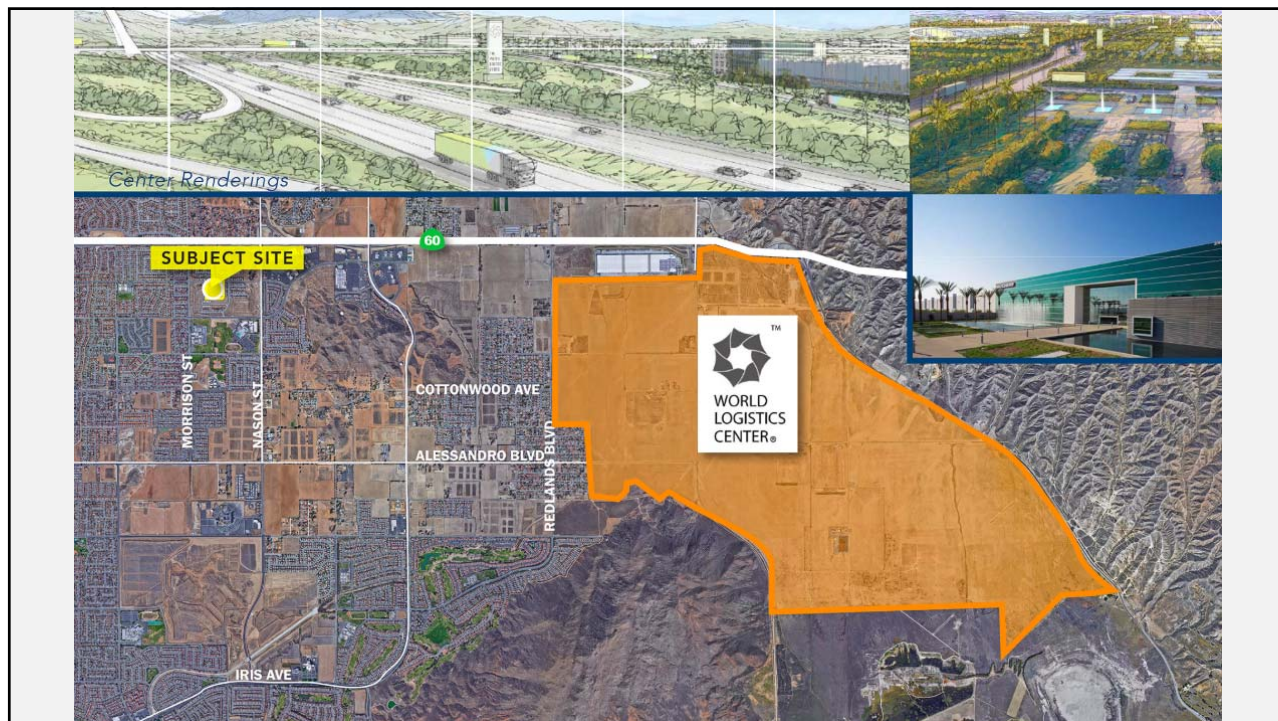 Center Renderings
60
SUBJECT SITE
MORRISON ST
NASON ST
COTTONWOOD AVE
ALESSANDRO BLVD
REDLANDS BLVD
IRIS AVE
TM
WORLD
LOGISTICS
CENTER®